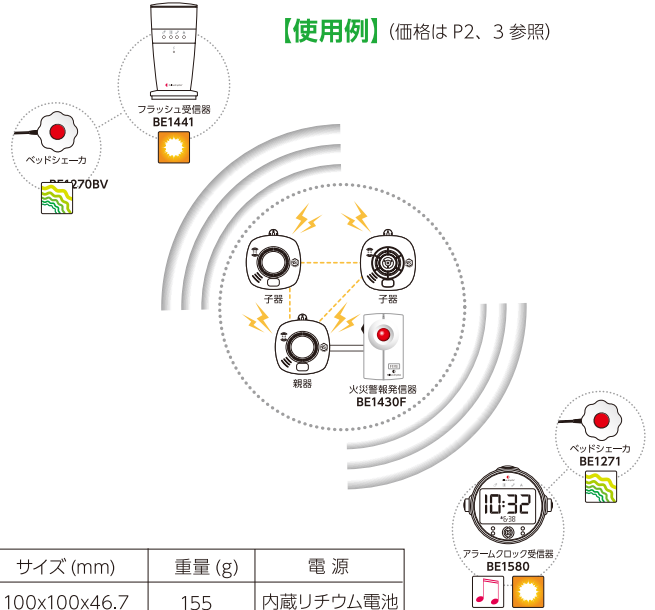 【使用例】(価格は P2、3 参照)
フラッシュ受信器
BE1441
ベッドシェーカ
BE1270BV
子器
子器
親器
火災警報発信器
BE1430F
ベッドシェーカ
BE1271
10:32
6:38
アラームクロック受信器
BE1580
サイズ (mm) 重量 (g) 電 源
100x100x46.7 155 内蔵リチウム電池